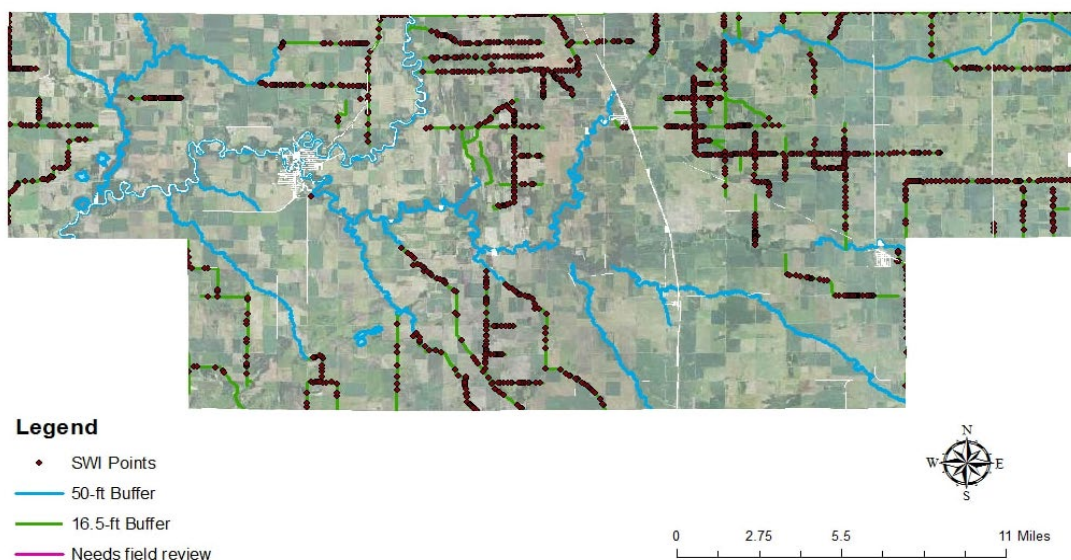 Legend
SWI Points
50-ft Buffer
16.5-ft Buffer
Needs field review
N
W E
S
0 2.75 5.5 11 Miles